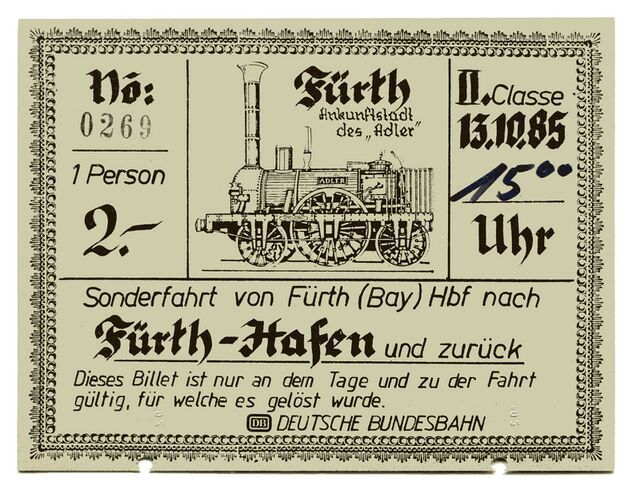 Nō:
0269
1 Person
2.-
Fürth
Ankunftstadt
des „Adler"
ADLER
II. Classe
13.10.85
15⁰⁰
Uhr
Sonderfahrt von Fürth (Bay) Hbf nach
Fürth-Hafen und zurück
Dieses Billet ist nur an dem Tage und zu der Fahrt
gültig, für welche es gelöst wurde.
DB DEUTSCHE BUNDESBAHN